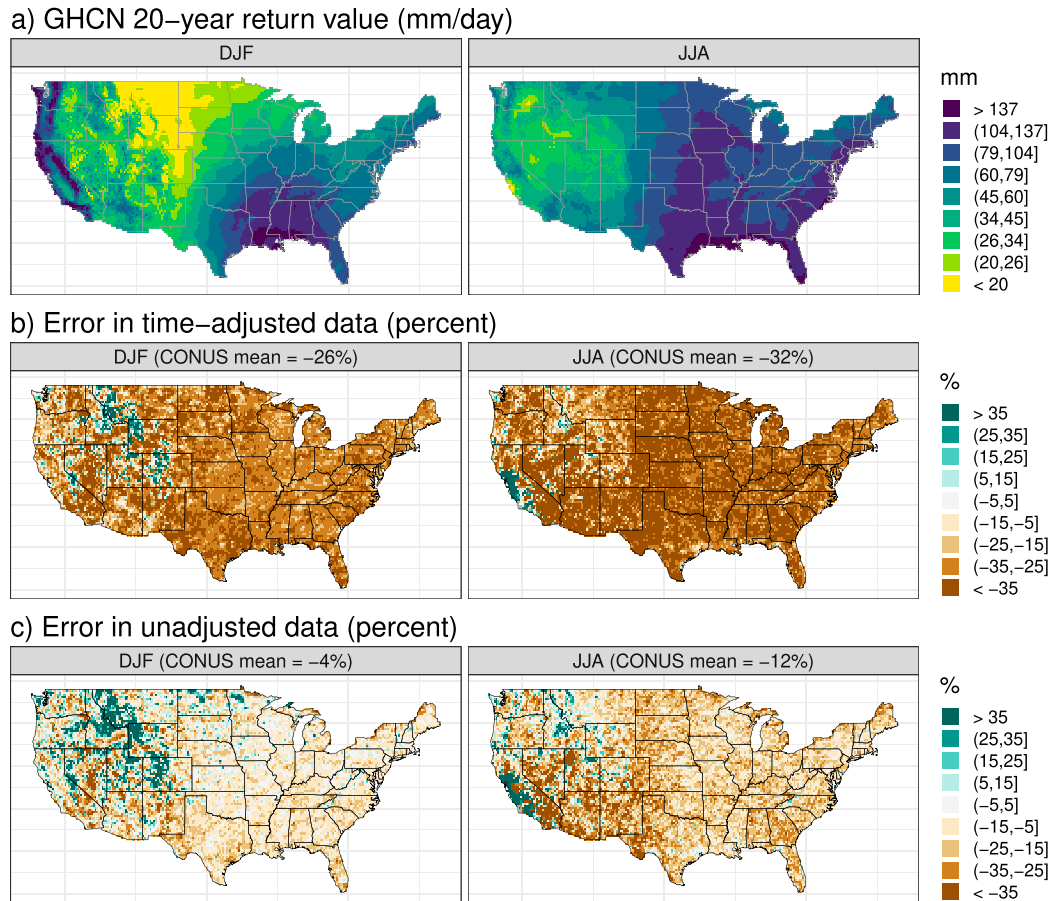 a) GHCN 20−year return value (mm/day)
DJF
JJA
mm
> 137
(104,137]
(79,104]
(60,79]
(45,60]
(34,45]
(26,34]
(20,26]
< 20
b) Error in time−adjusted data (percent)
DJF (CONUS mean = −26%)
JJA (CONUS mean = −32%)
%
> 35
(25,35]
(15,25]
(5,15]
(−5,5]
(−15,−5]
(−25,−15]
(−35,−25]
< −35
c) Error in unadjusted data (percent)
DJF (CONUS mean = −4%)
JJA (CONUS mean = −12%)
%
> 35
(25,35]
(15,25]
(5,15]
(−5,5]
(−15,−5]
(−25,−15]
(−35,−25]
< −35